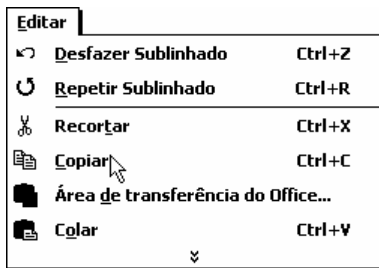 Editar
Desfazer Sublinhado Ctrl+Z
Repetir Sublinhado Ctrl+R
Recortar Ctrl+X
Copiar Ctrl+C
Área de transferência do Office...
Colar Ctrl+V